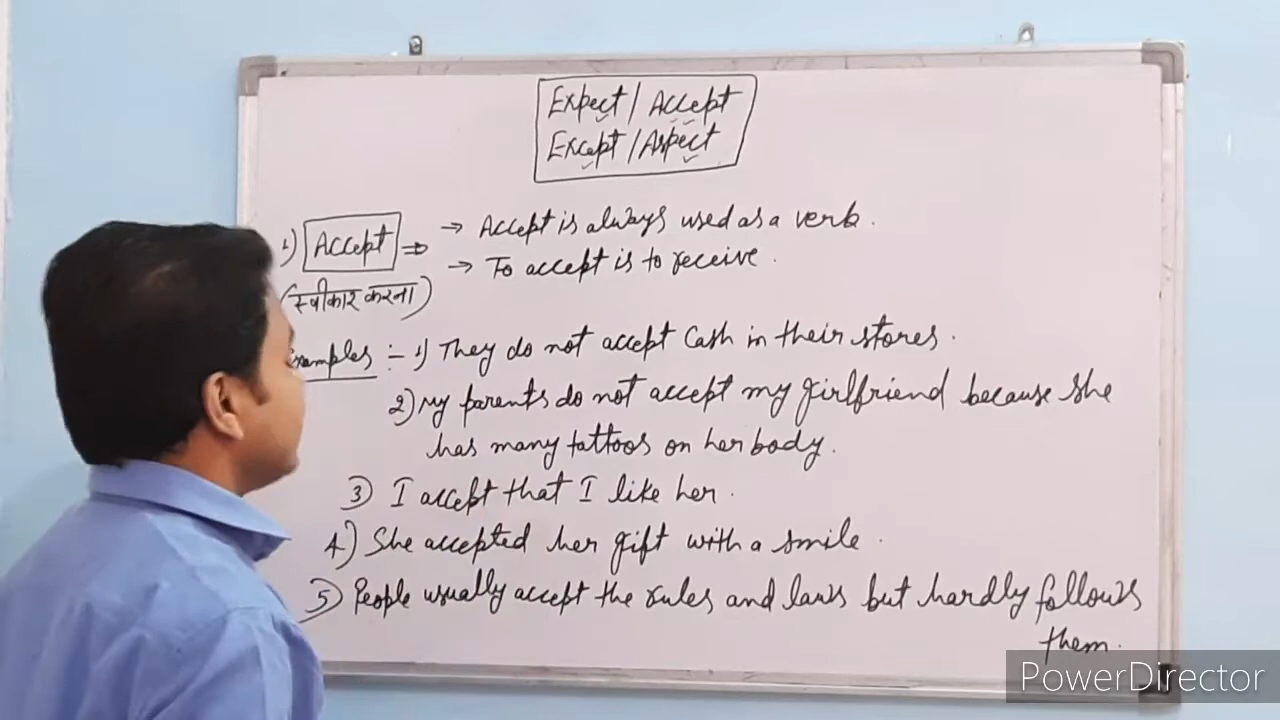 Expect / Accept
Except / Aspect
1) Accept ⇒ → Accept is always used as a verb.
(स्वीकार करना) → To accept is to receive.
Examples :- 1) They do not accept Cash in their stores.
2) My parents do not accept my girlfriend because she
has many tattoos on her body.
3) I accept that I like her.
4) She accepted her gift with a smile.
5) People usually accept the rules and laws but hardly follows
them.
PowerDirector